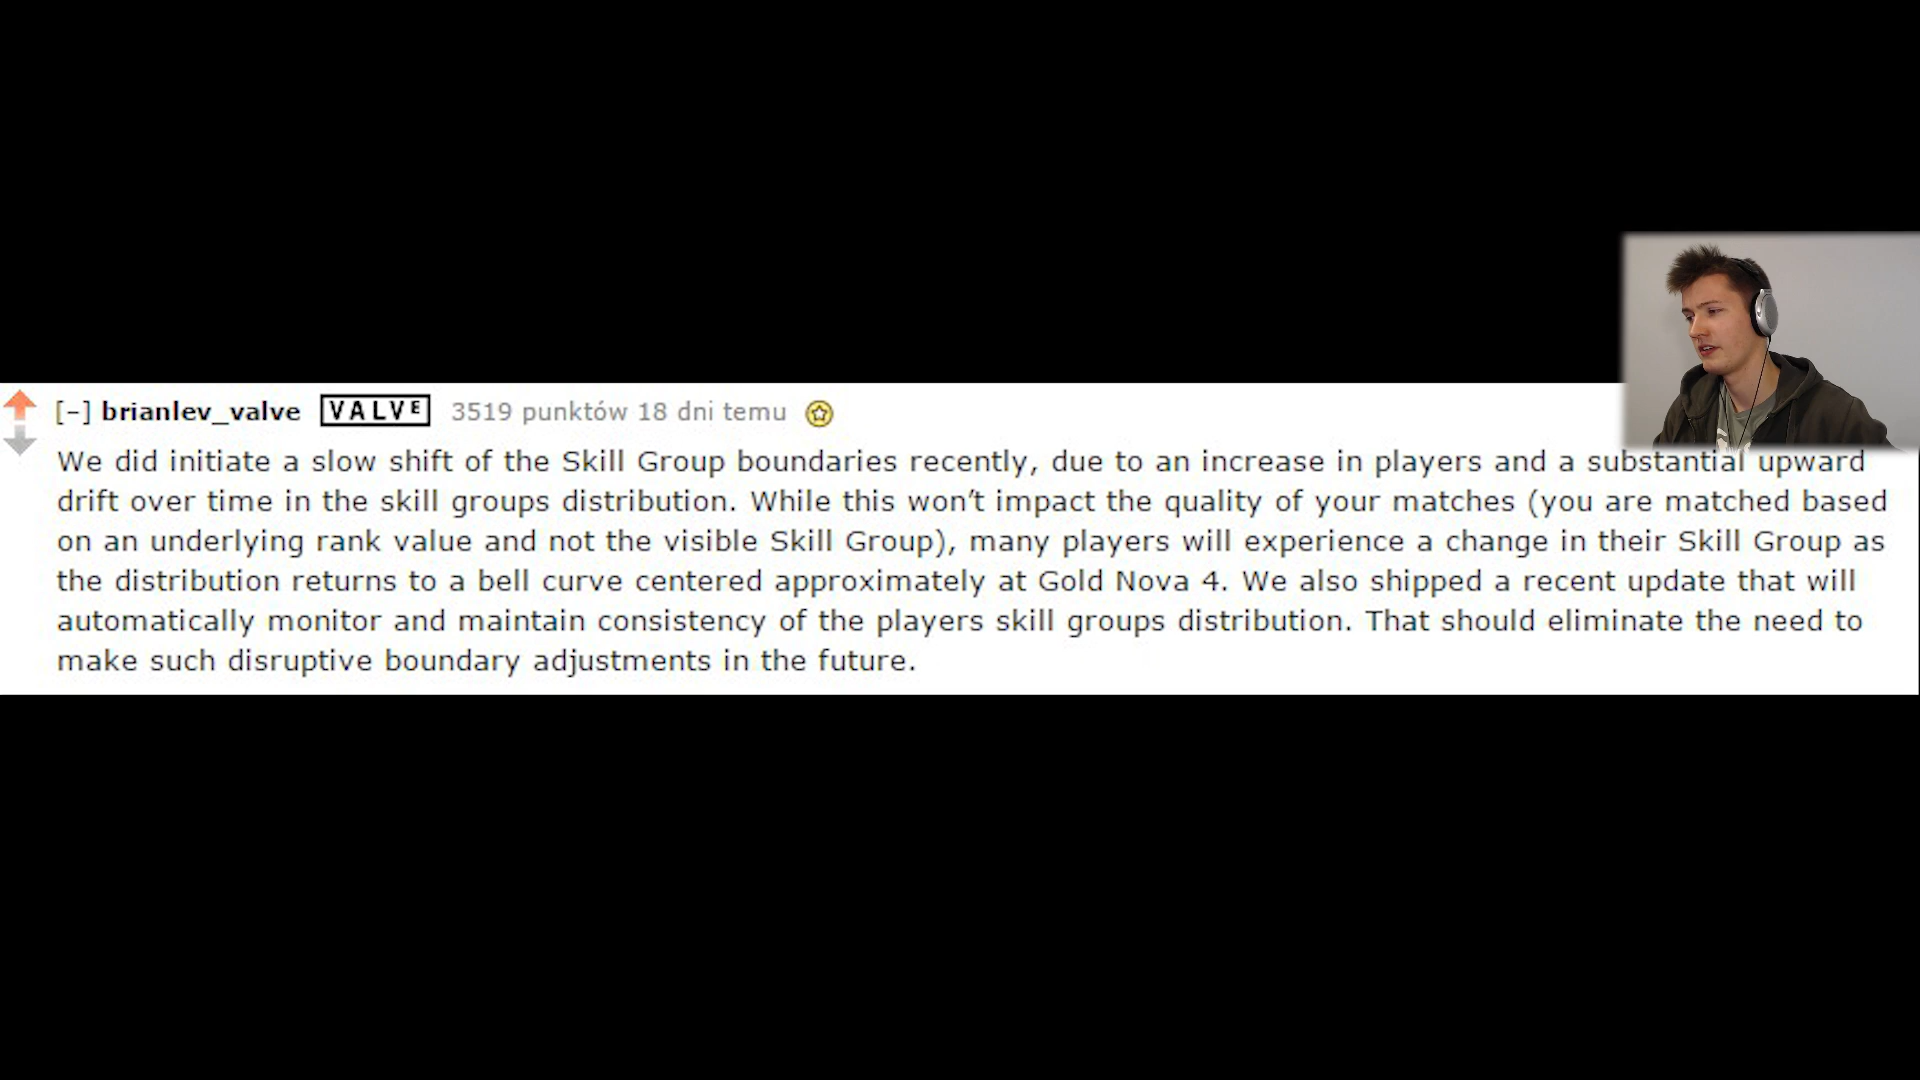 [-] brianlev_valve VALVE 3519 punktów 18 dni temu
We did initiate a slow shift of the Skill Group boundaries recently, due to an increase in players and a substantial upward
drift over time in the skill groups distribution. While this won't impact the quality of your matches (you are matched based
on an underlying rank value and not the visible Skill Group), many players will experience a change in their Skill Group as
the distribution returns to a bell curve centered approximately at Gold Nova 4. We also shipped a recent update that will
automatically monitor and maintain consistency of the players skill groups distribution. That should eliminate the need to
make such disruptive boundary adjustments in the future.